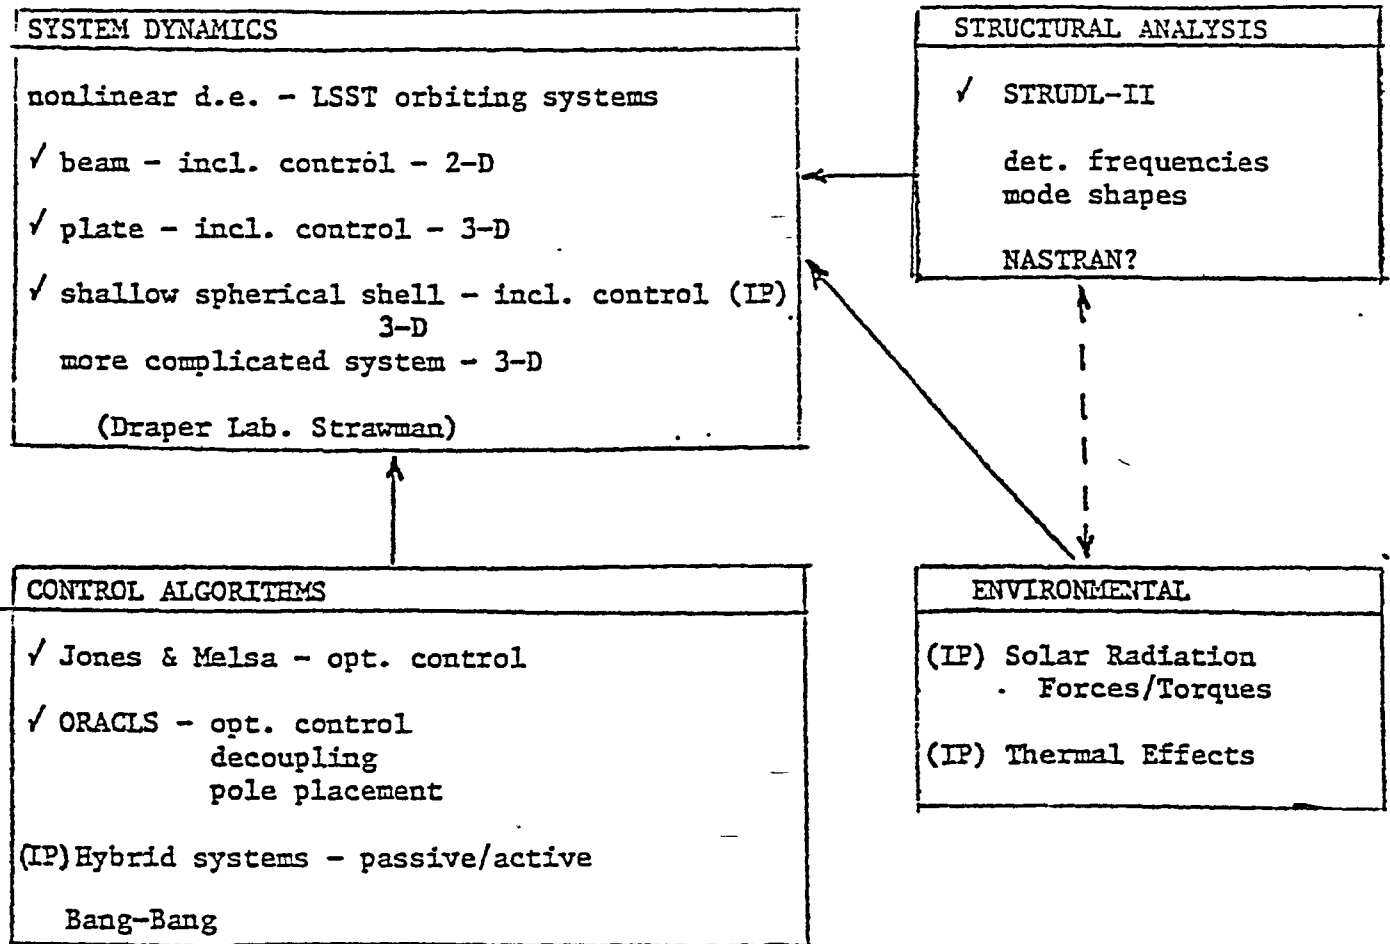 SYSTEM DYNAMICS
nonlinear d.e. - LSST orbiting systems
✓ beam - incl. control - 2-D
✓ plate - incl. control - 3-D
✓ shallow spherical shell - incl. control (IP)
3-D
more complicated system - 3-D
(Draper Lab. Strawman)
STRUCTURAL ANALYSIS
✓ STRUDL-II
det. frequencies
mode shapes
NASTRAN?
CONTROL ALGORITHMS
✓ Jones & Melsa - opt. control
✓ ORACLS - opt. control
decoupling
pole placement
(IP) Hybrid systems - passive/active
Bang-Bang
ENVIRONMENTAL
(IP) Solar Radiation
Forces/Torques
(IP) Thermal Effects